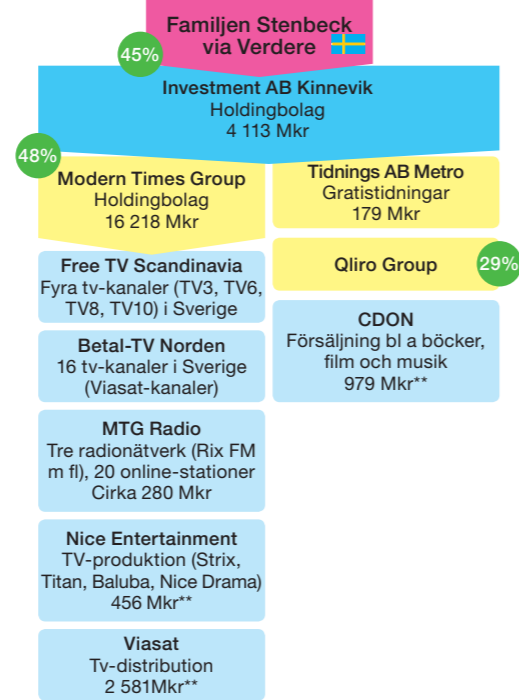 Familjen Stenbeck
via Verdere
45%
Investment AB Kinnevik
Holdingbolag
4 113 Mkr
48%
Modern Times Group
Holdingbolag
16 218 Mkr
Tidnings AB Metro
Gratistidningar
179 Mkr
Free TV Scandinavia
Fyra tv-kanaler (TV3, TV6,
TV8, TV10) i Sverige
Qliro Group
29%
Betal-TV Norden
16 tv-kanaler i Sverige
(Viasat-kanaler)
CDON
Försäljning bl a böcker,
film och musik
979 Mkr**
MTG Radio
Tre radionätverk (Rix FM
m fl), 20 online-stationer
Cirka 280 Mkr
Nice Entertainment
TV-produktion (Strix,
Titan, Baluba, Nice Drama)
456 Mkr**
Viasat
Tv-distribution
2 581Mkr**